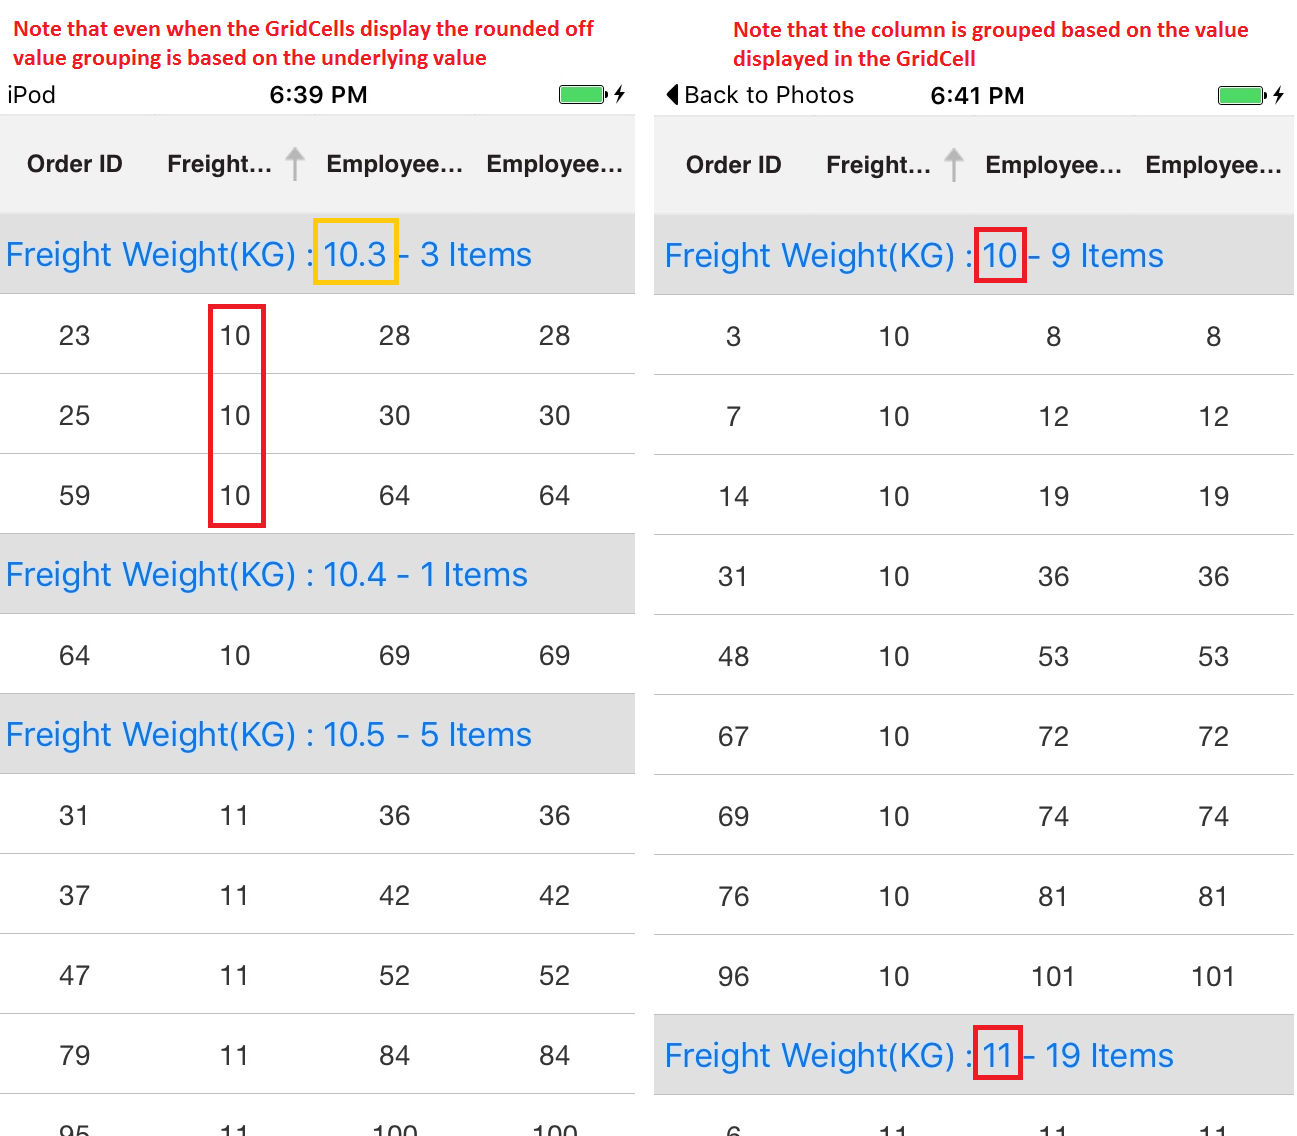 Note that even when the GridCells display the rounded off
value grouping is based on the underlying value
iPod 6:39 PM
Order ID Freight... Employee... Employee...
Freight Weight(KG) : 10.3 - 3 Items
23 10 28 28
25 10 30 30
59 10 64 64
Freight Weight(KG) : 10.4 - 1 Items
64 10 69 69
Freight Weight(KG) : 10.5 - 5 Items
31 11 36 36
37 11 42 42
47 11 52 52
79 11 84 84
95 11 100 100
Note that the column is grouped based on the value
displayed in the GridCell
Back to Photos 6:41 PM
Order ID Freight... Employee... Employee...
Freight Weight(KG) : 10 - 9 Items
3 10 8 8
7 10 12 12
14 10 19 19
31 10 36 36
48 10 53 53
67 10 72 72
69 10 74 74
76 10 81 81
96 10 101 101
Freight Weight(KG) : 11 - 19 Items
6 11 11 11